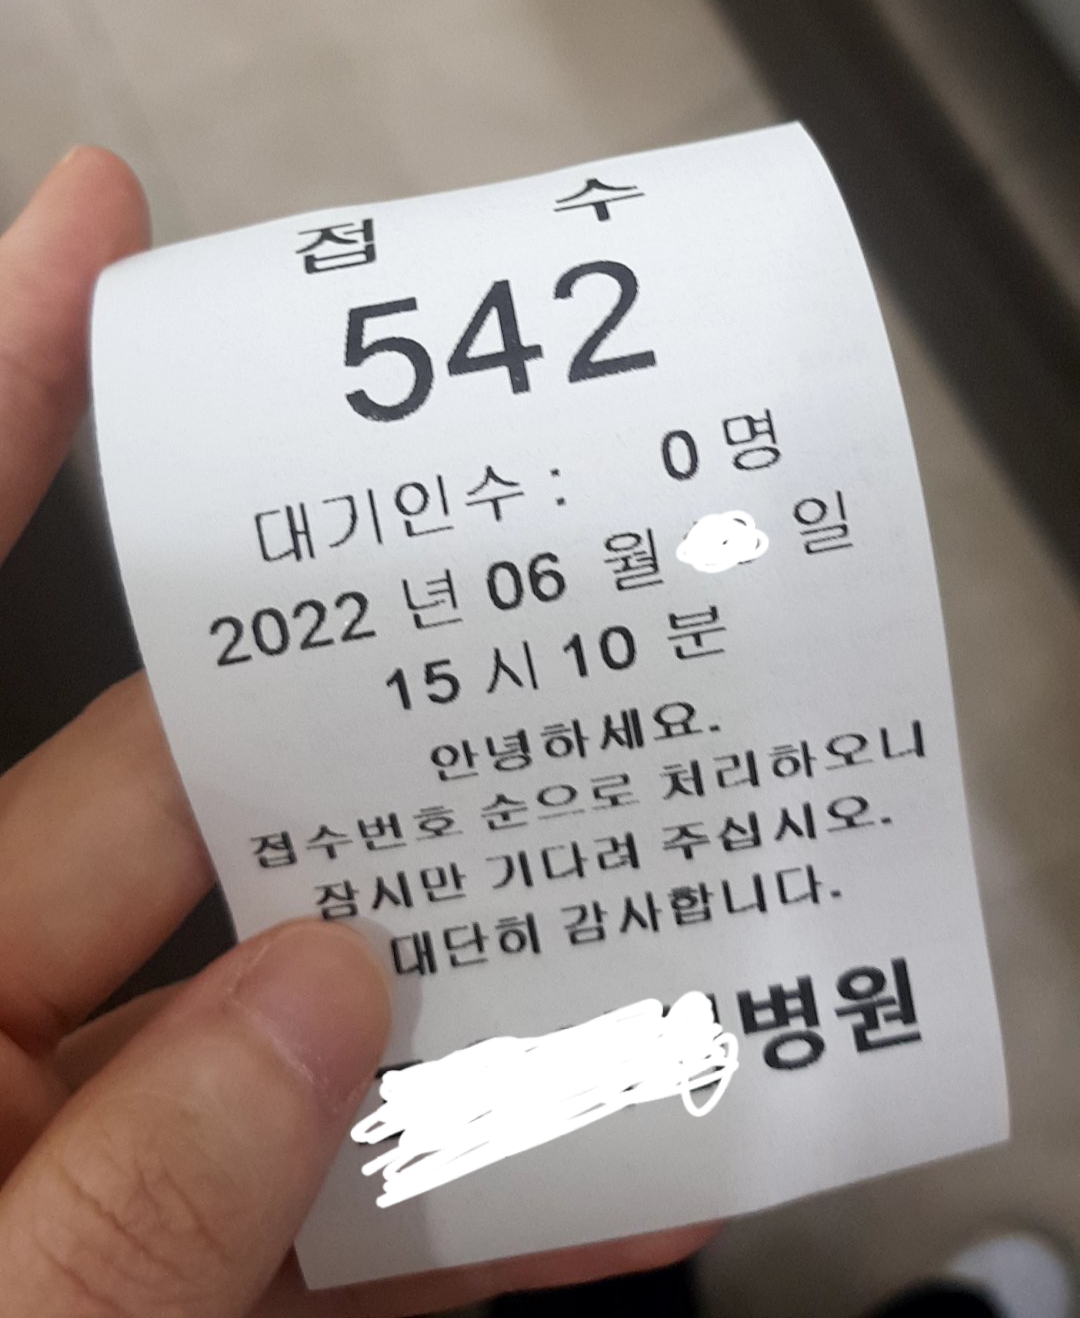 접 수
542
대기인수 : 0 명
2022 년 06 월 일
15 시 10 분
안녕하세요.
접수번호 순으로 처리하오니
잠시만 기다려 주십시오.
대단히 감사합니다.
병원